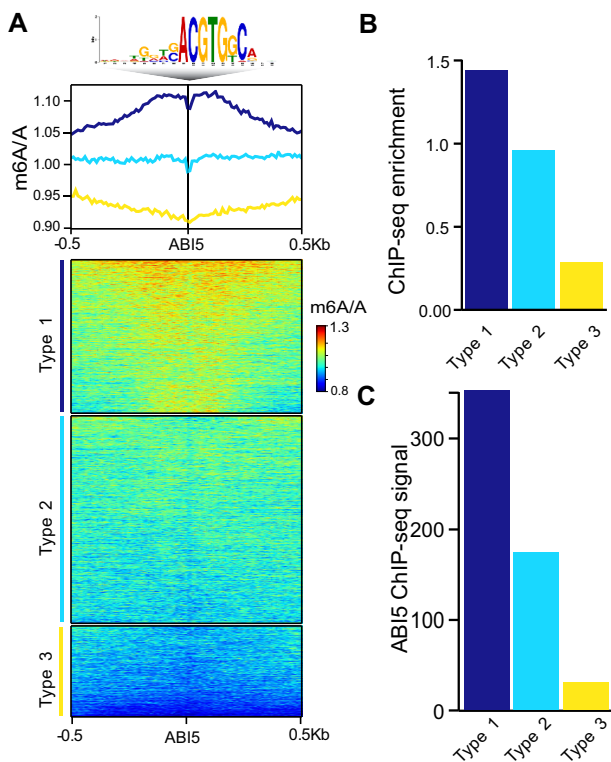 A
ACGTGGCA
m6A/A
1.10
1.05
1.00
0.95
0.90
-0.5
ABI5
0.5Kb
Type 1
Type 2
Type 3
m6A/A
1.3
0.8
-0.5
ABI5
0.5Kb
B
ChIP-seq enrichment
1.5
1.0
0.5
0.00
Type 1
Type 2
Type 3
C
ABI5 ChIP-seq signal
300
200
100
0
Type 1
Type 2
Type 3